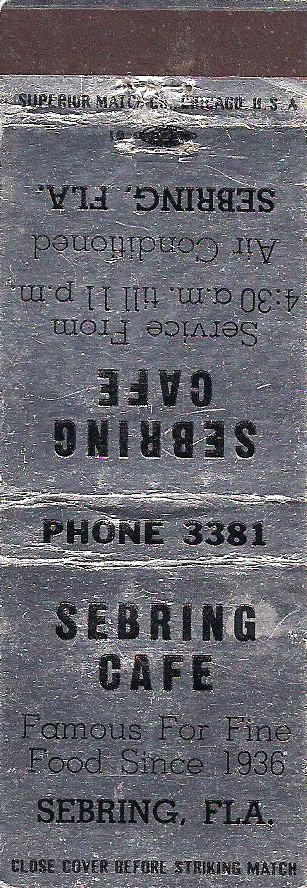 SUPERIOR MATCH CO., CHICAGO, U.S.A.
SEBRING
CAFE
Service From
4:30 a.m. till 11 p.m.
Air Conditioned
SEBRING, FLA.
PHONE 3381
SEBRING
CAFE
Famous For Fine
Food Since 1936
SEBRING, FLA.
CLOSE COVER BEFORE STRIKING MATCH